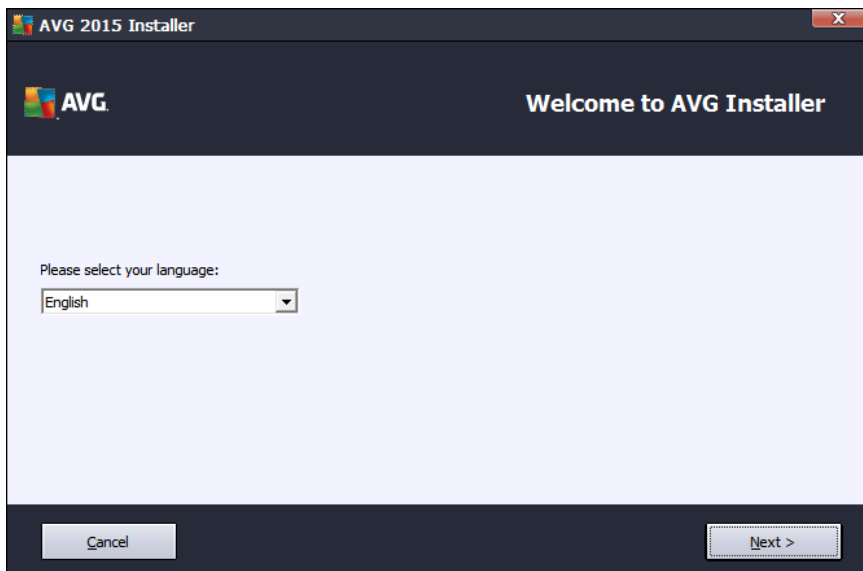 AVG 2015 Installer
X
AVG.
Welcome to AVG Installer
Please select your language:
English
Cancel
Next >